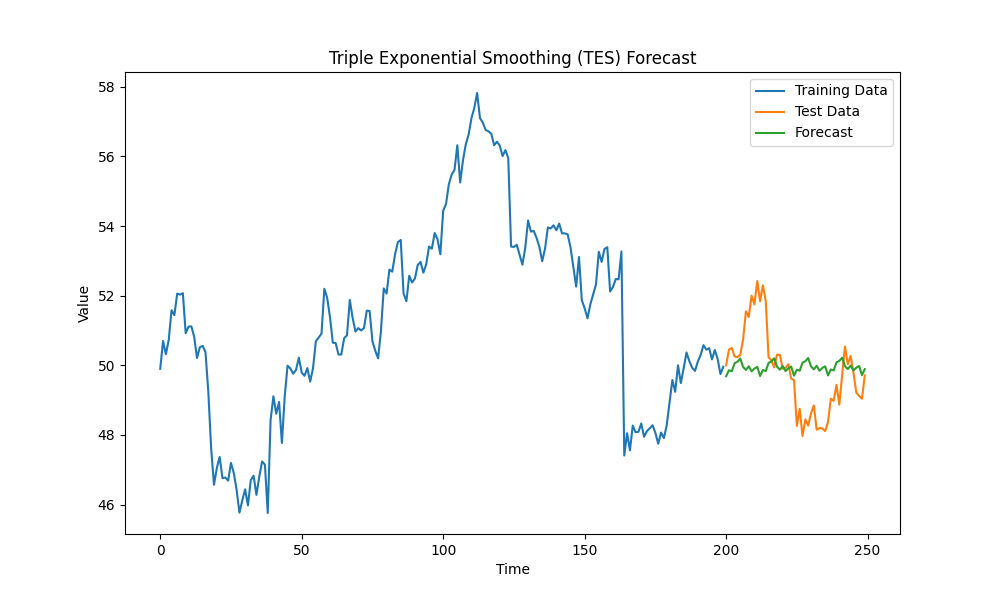 Triple Exponential Smoothing (TES) Forecast
Training Data
Test Data
Forecast
Value
58
56
54
52
50
48
46
0 50 100 150 200 250
Time